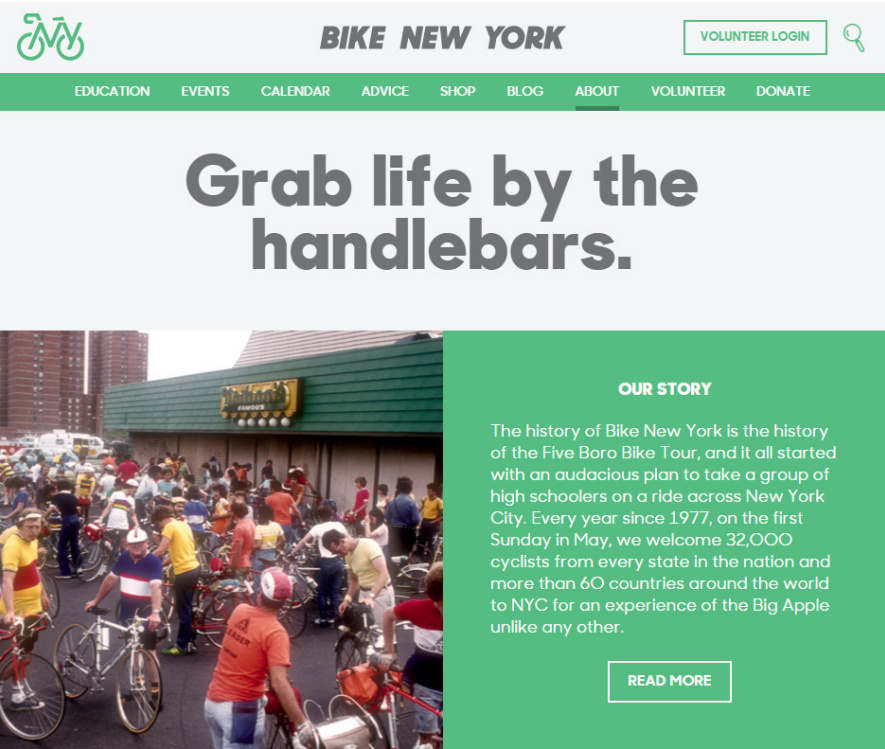 BIKE NEW YORK
VOLUNTEER LOGIN
EDUCATION EVENTS CALENDAR ADVICE SHOP BLOG ABOUT VOLUNTEER DONATE
Grab life by the
handlebars.
Nathan's
FAMOUS
LEADER
OUR STORY
The history of Bike New York is the history
of the Five Boro Bike Tour, and it all started
with an audacious plan to take a group of
high schoolers on a ride across New York
City. Every year since 1977, on the first
Sunday in May, we welcome 32,000
cyclists from every state in the nation and
more than 60 countries around the world
to NYC for an experience of the Big Apple
unlike any other.
READ MORE